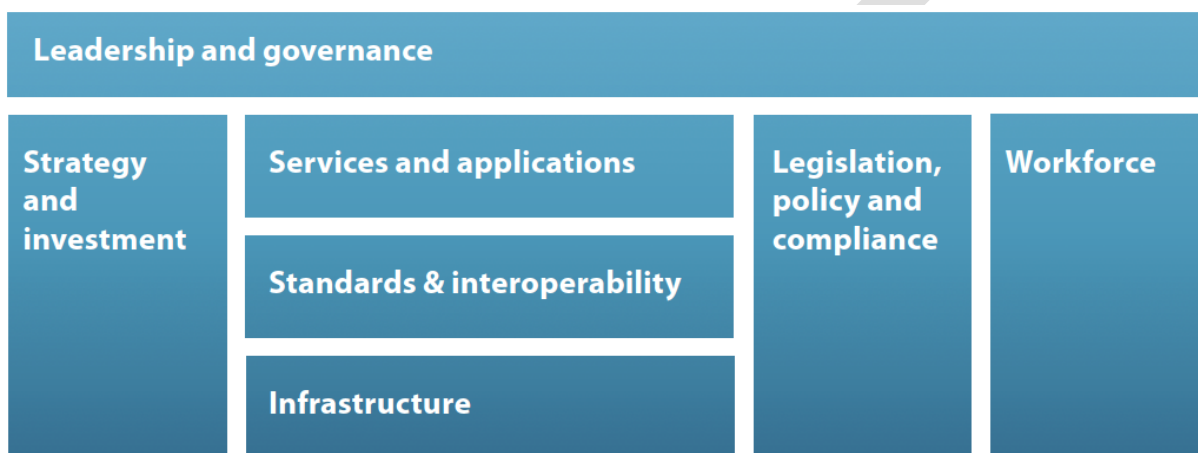 Leadership and governance
Strategy
and
investment
Services and applications
Standards & interoperability
Infrastructure
Legislation,
policy and
compliance
Workforce